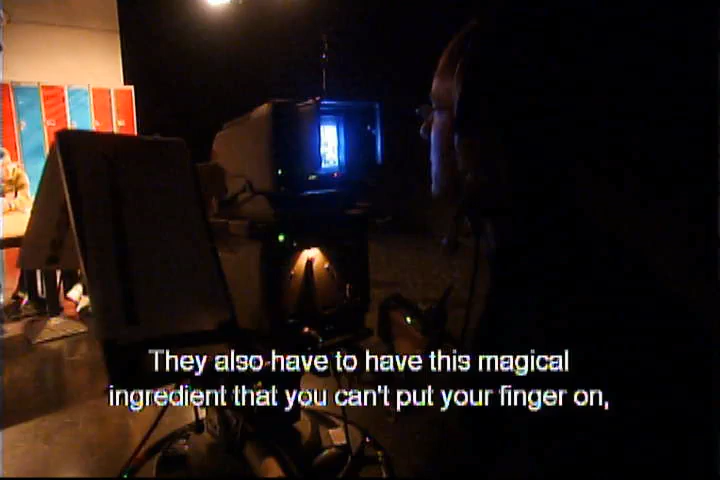 They also have to have this magical
ingredient that you can't put your finger on,